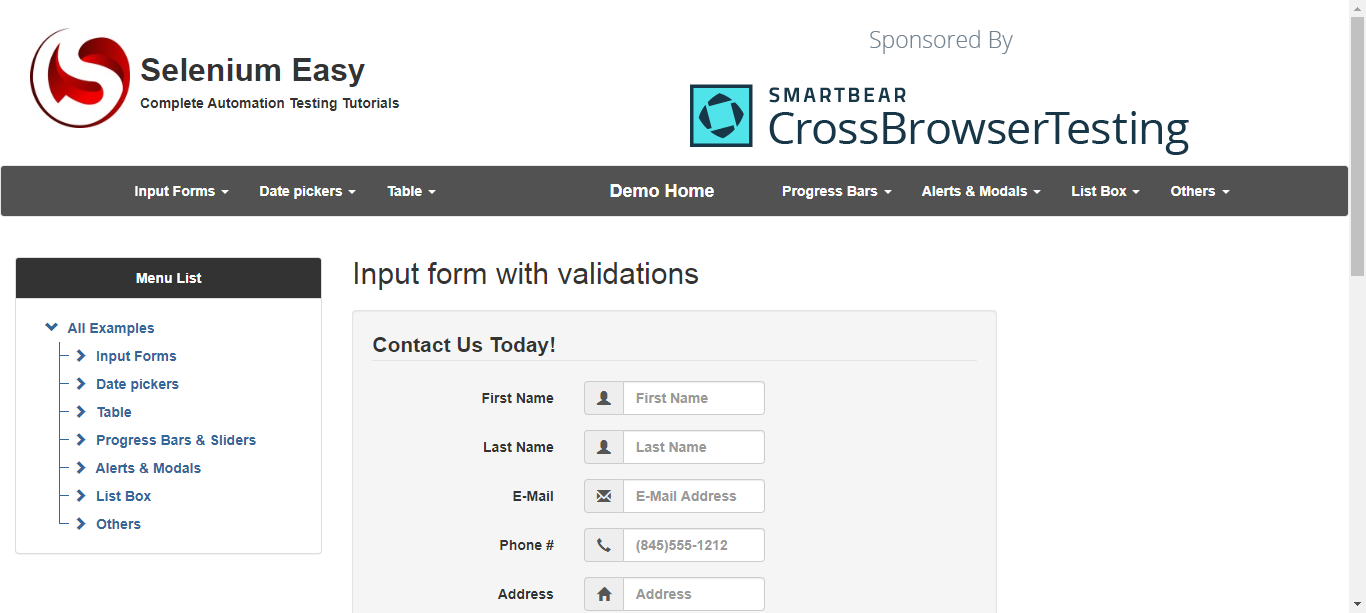 Selenium Easy
Complete Automation Testing Tutorials
Sponsored By
SMARTBEAR
CrossBrowserTesting
Input Forms Date pickers Table Demo Home Progress Bars Alerts & Modals List Box Others
Menu List
All Examples
Input Forms
Date pickers
Table
Progress Bars & Sliders
Alerts & Modals
List Box
Others
Input form with validations
Contact Us Today!
First Name First Name
Last Name Last Name
E-Mail E-Mail Address
Phone # (845)555-1212
Address Address